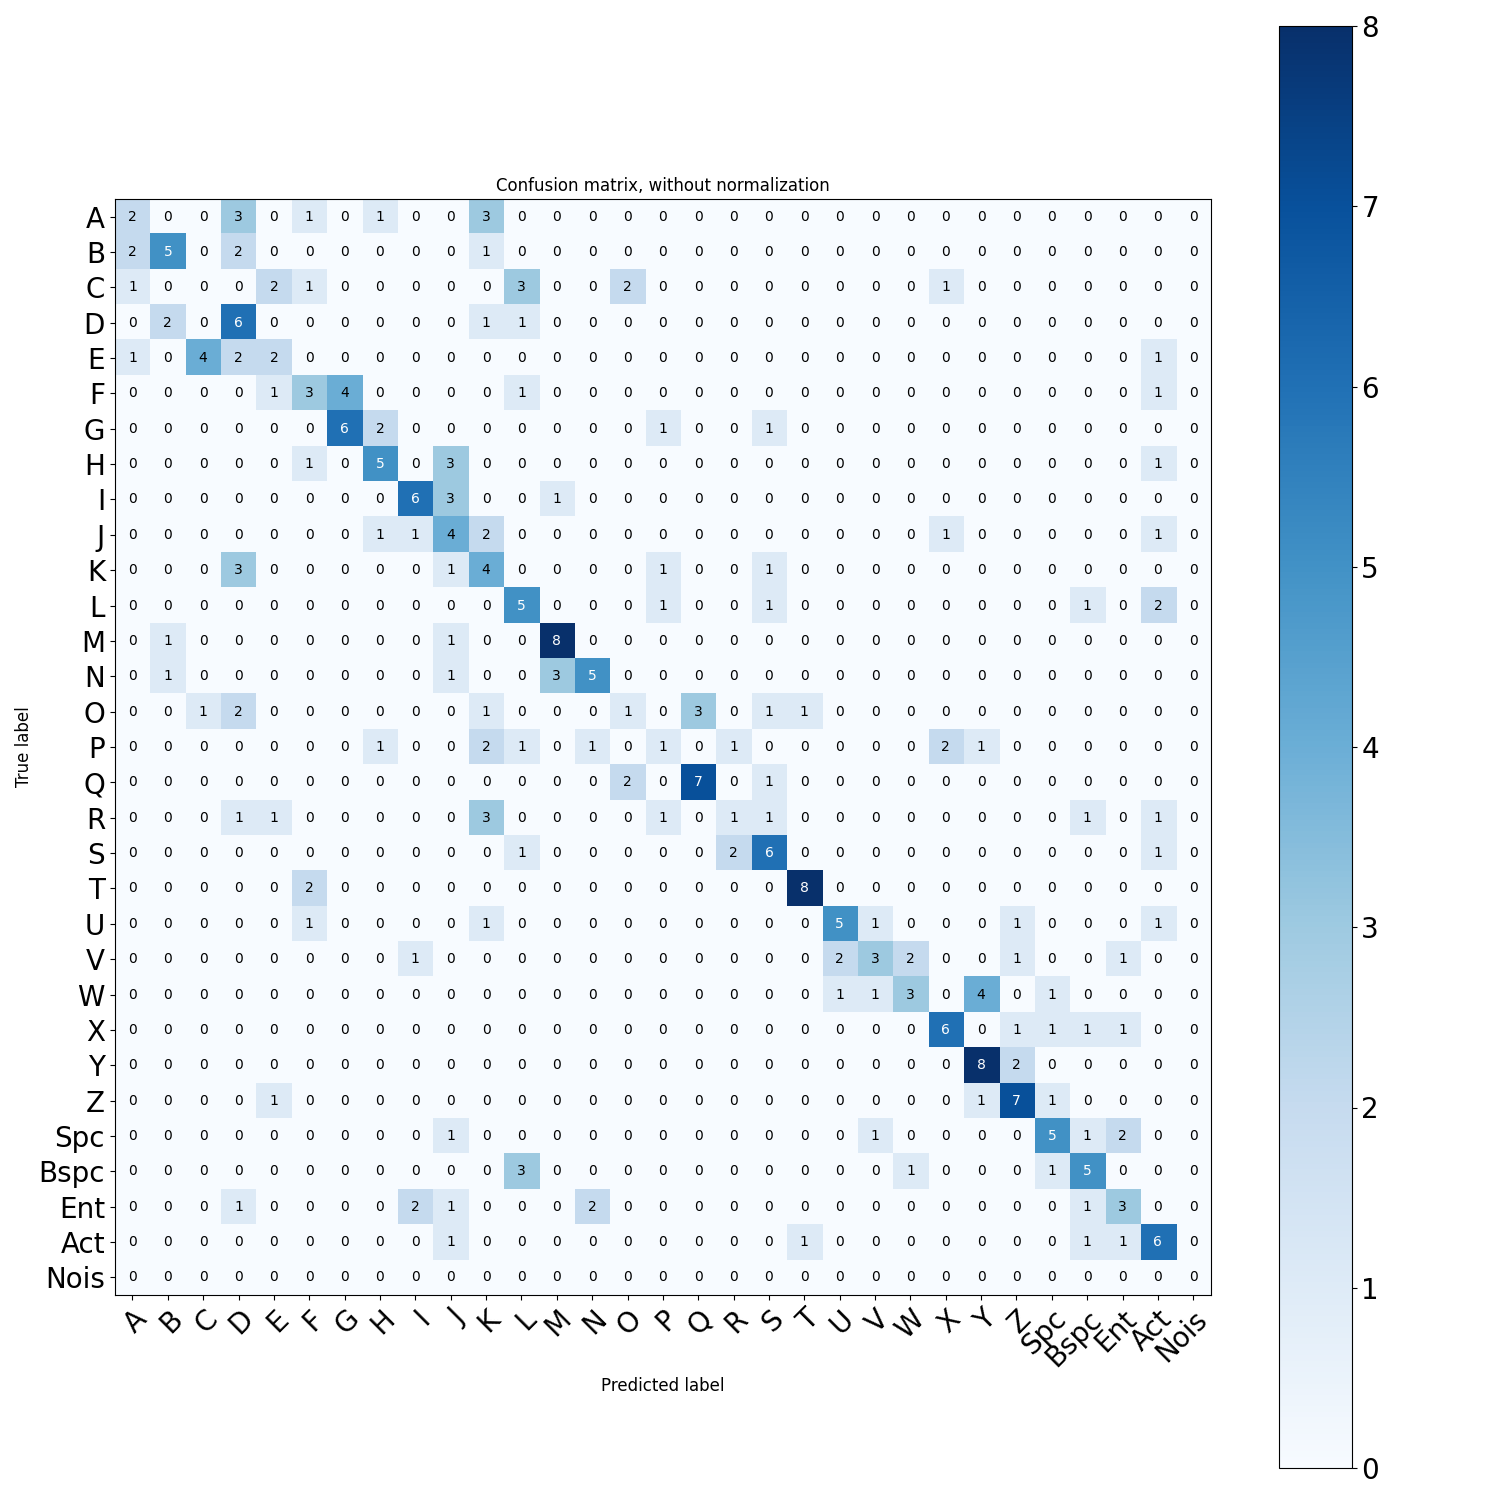 Confusion matrix, without normalization
True label
A 2 0 0 3 0 1 0 1 0 0 3 0 0 0 0 0 0 0 0 0 0 0 0 0 0 0 0 0 0 0 0
B 2 5 0 2 0 0 0 0 0 0 1 0 0 0 0 0 0 0 0 0 0 0 0 0 0 0 0 0 0 0 0
C 1 0 0 0 2 1 0 0 0 0 0 3 0 0 2 0 0 0 0 0 0 0 0 1 0 0 0 0 0 0 0
D 0 2 0 6 0 0 0 0 0 0 1 1 0 0 0 0 0 0 0 0 0 0 0 0 0 0 0 0 0 0 0
E 1 0 4 2 2 0 0 0 0 0 0 0 0 0 0 0 0 0 0 0 0 0 0 0 0 0 0 0 0 1 0
F 0 0 0 0 1 3 4 0 0 0 0 1 0 0 0 0 0 0 0 0 0 0 0 0 0 0 0 0 0 1 0
G 0 0 0 0 0 0 6 2 0 0 0 0 0 0 0 1 0 0 1 0 0 0 0 0 0 0 0 0 0 0 0
H 0 0 0 0 0 1 0 5 0 3 0 0 0 0 0 0 0 0 0 0 0 0 0 0 0 0 0 0 0 1 0
I 0 0 0 0 0 0 0 0 6 3 0 0 1 0 0 0 0 0 0 0 0 0 0 0 0 0 0 0 0 0 0
J 0 0 0 0 0 0 0 1 1 4 2 0 0 0 0 0 0 0 0 0 0 0 0 1 0 0 0 0 0 1 0
K 0 0 0 3 0 0 0 0 0 1 4 0 0 0 0 1 0 0 1 0 0 0 0 0 0 0 0 0 0 0 0
L 0 0 0 0 0 0 0 0 0 0 0 5 0 0 0 1 0 0 1 0 0 0 0 0 0 0 0 1 0 2 0
M 0 1 0 0 0 0 0 0 0 1 0 0 8 0 0 0 0 0 0 0 0 0 0 0 0 0 0 0 0 0 0
N 0 1 0 0 0 0 0 0 0 1 0 0 3 5 0 0 0 0 0 0 0 0 0 0 0 0 0 0 0 0 0
O 0 0 1 2 0 0 0 0 0 0 1 0 0 0 1 0 3 0 1 1 0 0 0 0 0 0 0 0 0 0 0
P 0 0 0 0 0 0 0 1 0 0 2 1 0 1 0 1 0 1 0 0 0 0 0 2 1 0 0 0 0 0 0
Q 0 0 0 0 0 0 0 0 0 0 0 0 0 0 2 0 7 0 1 0 0 0 0 0 0 0 0 0 0 0 0
R 0 0 0 1 1 0 0 0 0 0 3 0 0 0 0 1 0 1 1 0 0 0 0 0 0 0 0 1 0 1 0
S 0 0 0 0 0 0 0 0 0 0 0 1 0 0 0 0 0 2 6 0 0 0 0 0 0 0 0 0 0 1 0
T 0 0 0 0 0 2 0 0 0 0 0 0 0 0 0 0 0 0 0 8 0 0 0 0 0 0 0 0 0 0 0
U 0 0 0 0 0 1 0 0 0 0 1 0 0 0 0 0 0 0 0 0 5 1 0 0 0 1 0 0 0 1 0
V 0 0 0 0 0 0 0 0 1 0 0 0 0 0 0 0 0 0 0 0 2 3 2 0 0 1 0 0 1 0 0
W 0 0 0 0 0 0 0 0 0 0 0 0 0 0 0 0 0 0 0 0 1 1 3 0 4 0 1 0 0 0 0
X 0 0 0 0 0 0 0 0 0 0 0 0 0 0 0 0 0 0 0 0 0 0 0 6 0 1 1 1 1 0 0
Y 0 0 0 0 0 0 0 0 0 0 0 0 0 0 0 0 0 0 0 0 0 0 0 0 8 2 0 0 0 0 0
Z 0 0 0 0 1 0 0 0 0 0 0 0 0 0 0 0 0 0 0 0 0 0 0 0 1 7 1 0 0 0 0
Spc 0 0 0 0 0 0 0 0 0 1 0 0 0 0 0 0 0 0 0 0 0 1 0 0 0 0 5 1 2 0 0
Bspc 0 0 0 0 0 0 0 0 0 0 0 3 0 0 0 0 0 0 0 0 0 0 1 0 0 0 1 5 0 0 0
Ent 0 0 0 1 0 0 0 0 2 1 0 0 0 2 0 0 0 0 0 0 0 0 0 0 0 0 0 1 3 0 0
Act 0 0 0 0 0 0 0 0 0 1 0 0 0 0 0 0 0 0 0 1 0 0 0 0 0 0 0 1 1 6 0
Nois 0 0 0 0 0 0 0 0 0 0 0 0 0 0 0 0 0 0 0 0 0 0 0 0 0 0 0 0 0 0 0
A B C D E F G H I J K L M N O P Q R S T U V W X Y Z Spc Bspc Ent Act Nois
Predicted label
8
7
6
5
4
3
2
1
0